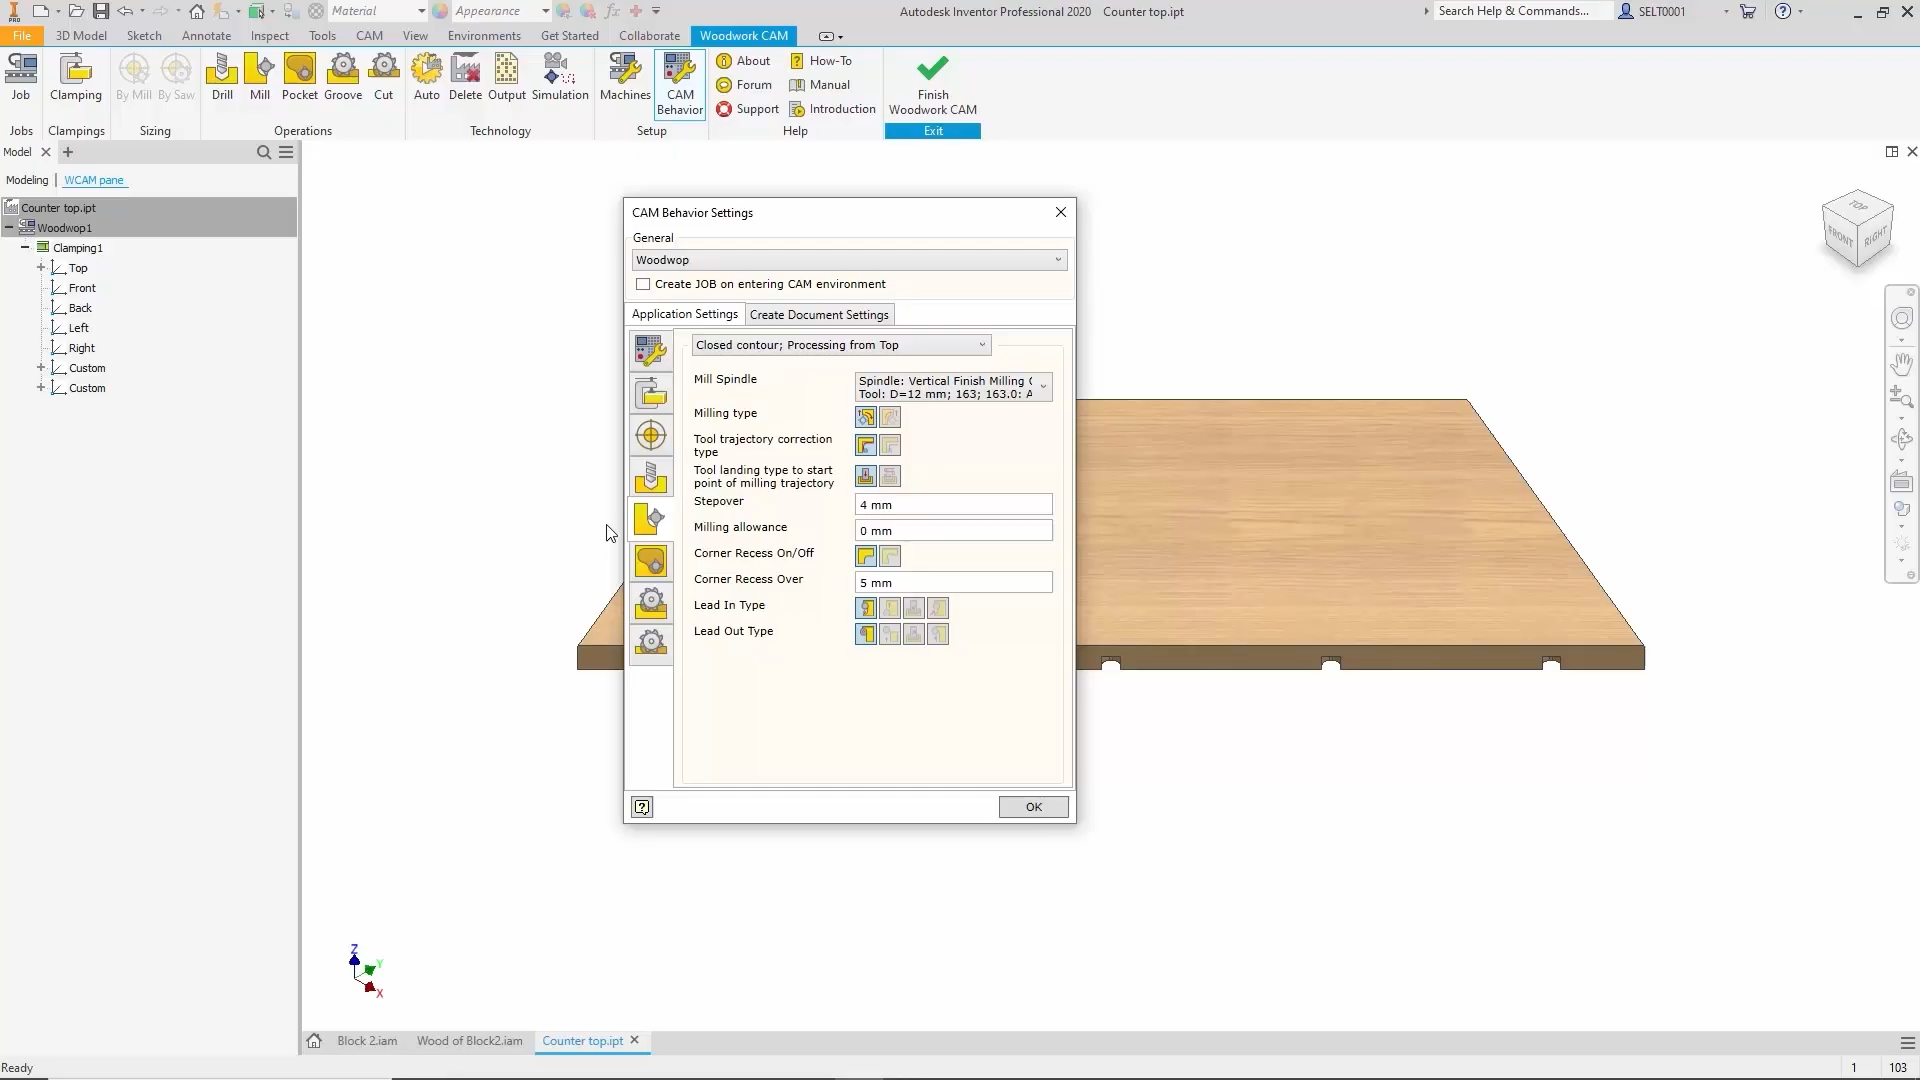 Material
Appearance
Autodesk Inventor Professional 2020 Counter top.ipt
Search Help & Commands...
SELT0001
File
3D Model
Sketch
Annotate
Inspect
Tools
CAM
View
Environments
Get Started
Collaborate
Woodwork CAM
Job
Clamping
By Mill
By Saw
Drill
Mill
Pocket
Groove
Cut
Auto
Delete
Output
Simulation
Machines
CAM
Behavior
About
How-To
Forum
Manual
Support
Introduction
Finish
Woodwork CAM
Jobs
Clampings
Sizing
Operations
Technology
Setup
Help
Exit
Model
Modeling
WCAM pane
Counter top.ipt
Woodwop1
Clamping1
Top
Front
Back
Left
Right
Custom
Custom
CAM Behavior Settings
General
Woodwop
Create JOB on entering CAM environment
Application Settings
Create Document Settings
Closed contour; Processing from Top
Mill Spindle
Spindle: Vertical Finish Milling
Tool: D=12 mm; 163; 163.0: A
Milling type
Tool trajectory correction
type
Tool landing type to start
point of milling trajectory
Stepover
4 mm
Milling allowance
0 mm
Corner Recess On/Off
Corner Recess Over
5 mm
Lead In Type
Lead Out Type
OK
TOP
FRONT
RIGHT
Z
Y
X
Block 2.iam
Wood of Block2.iam
Counter top.ipt
Ready
1
103